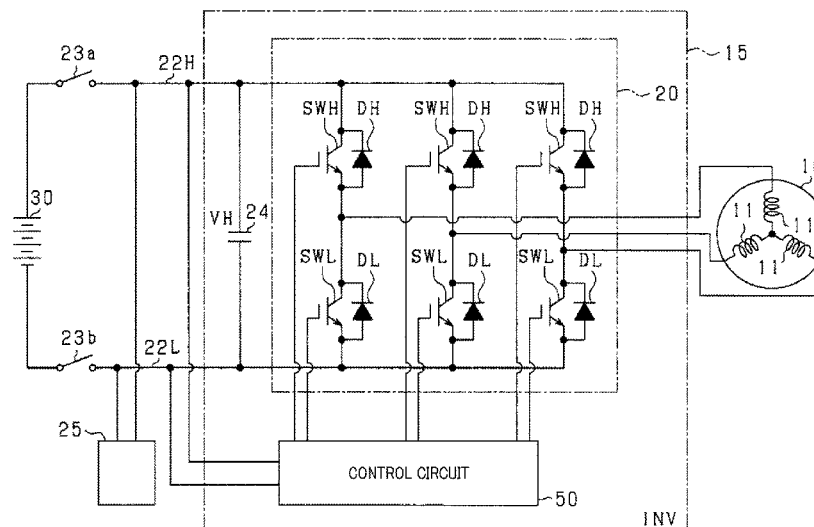 23a
22H
15
20
SWH DH SWH DH SWH DH
30
VH 24
11 11 11
SWL DL SWL DL SWL DL
23b
22L
25
CONTROL CIRCUIT
50
INV